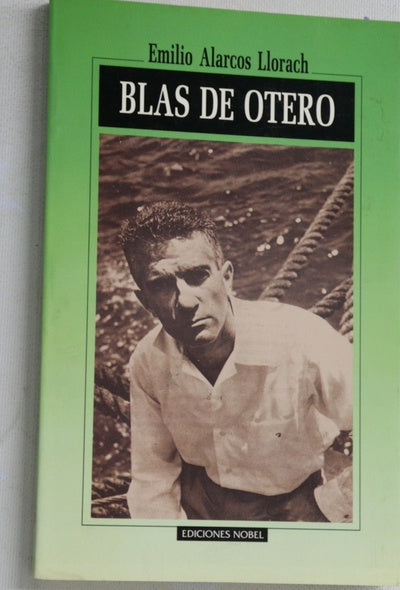 Emilio Alarcos Llorach
BLAS DE OTERO
EDICIONES NOBEL